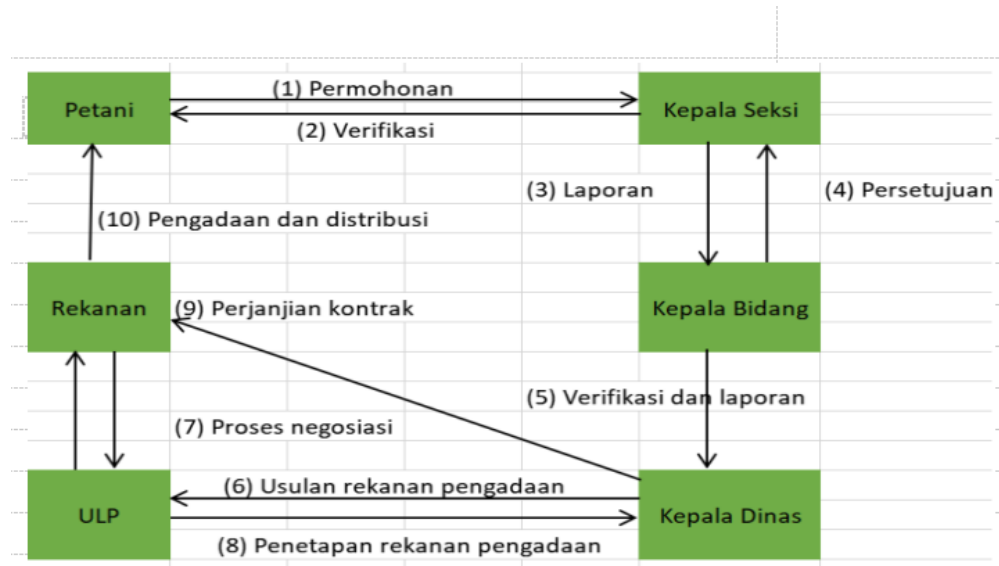 (1) Permohonan
Petani
Kepala Seksi
(2) Verifikasi
(3) Laporan
(4) Persetujuan
(10) Pengadaan dan distribusi
Rekanan
(9) Perjanjian kontrak
Kepala Bidang
(5) Verifikasi dan laporan
(7) Proses negosiasi
(6) Usulan rekanan pengadaan
ULP
Kepala Dinas
(8) Penetapan rekanan pengadaan